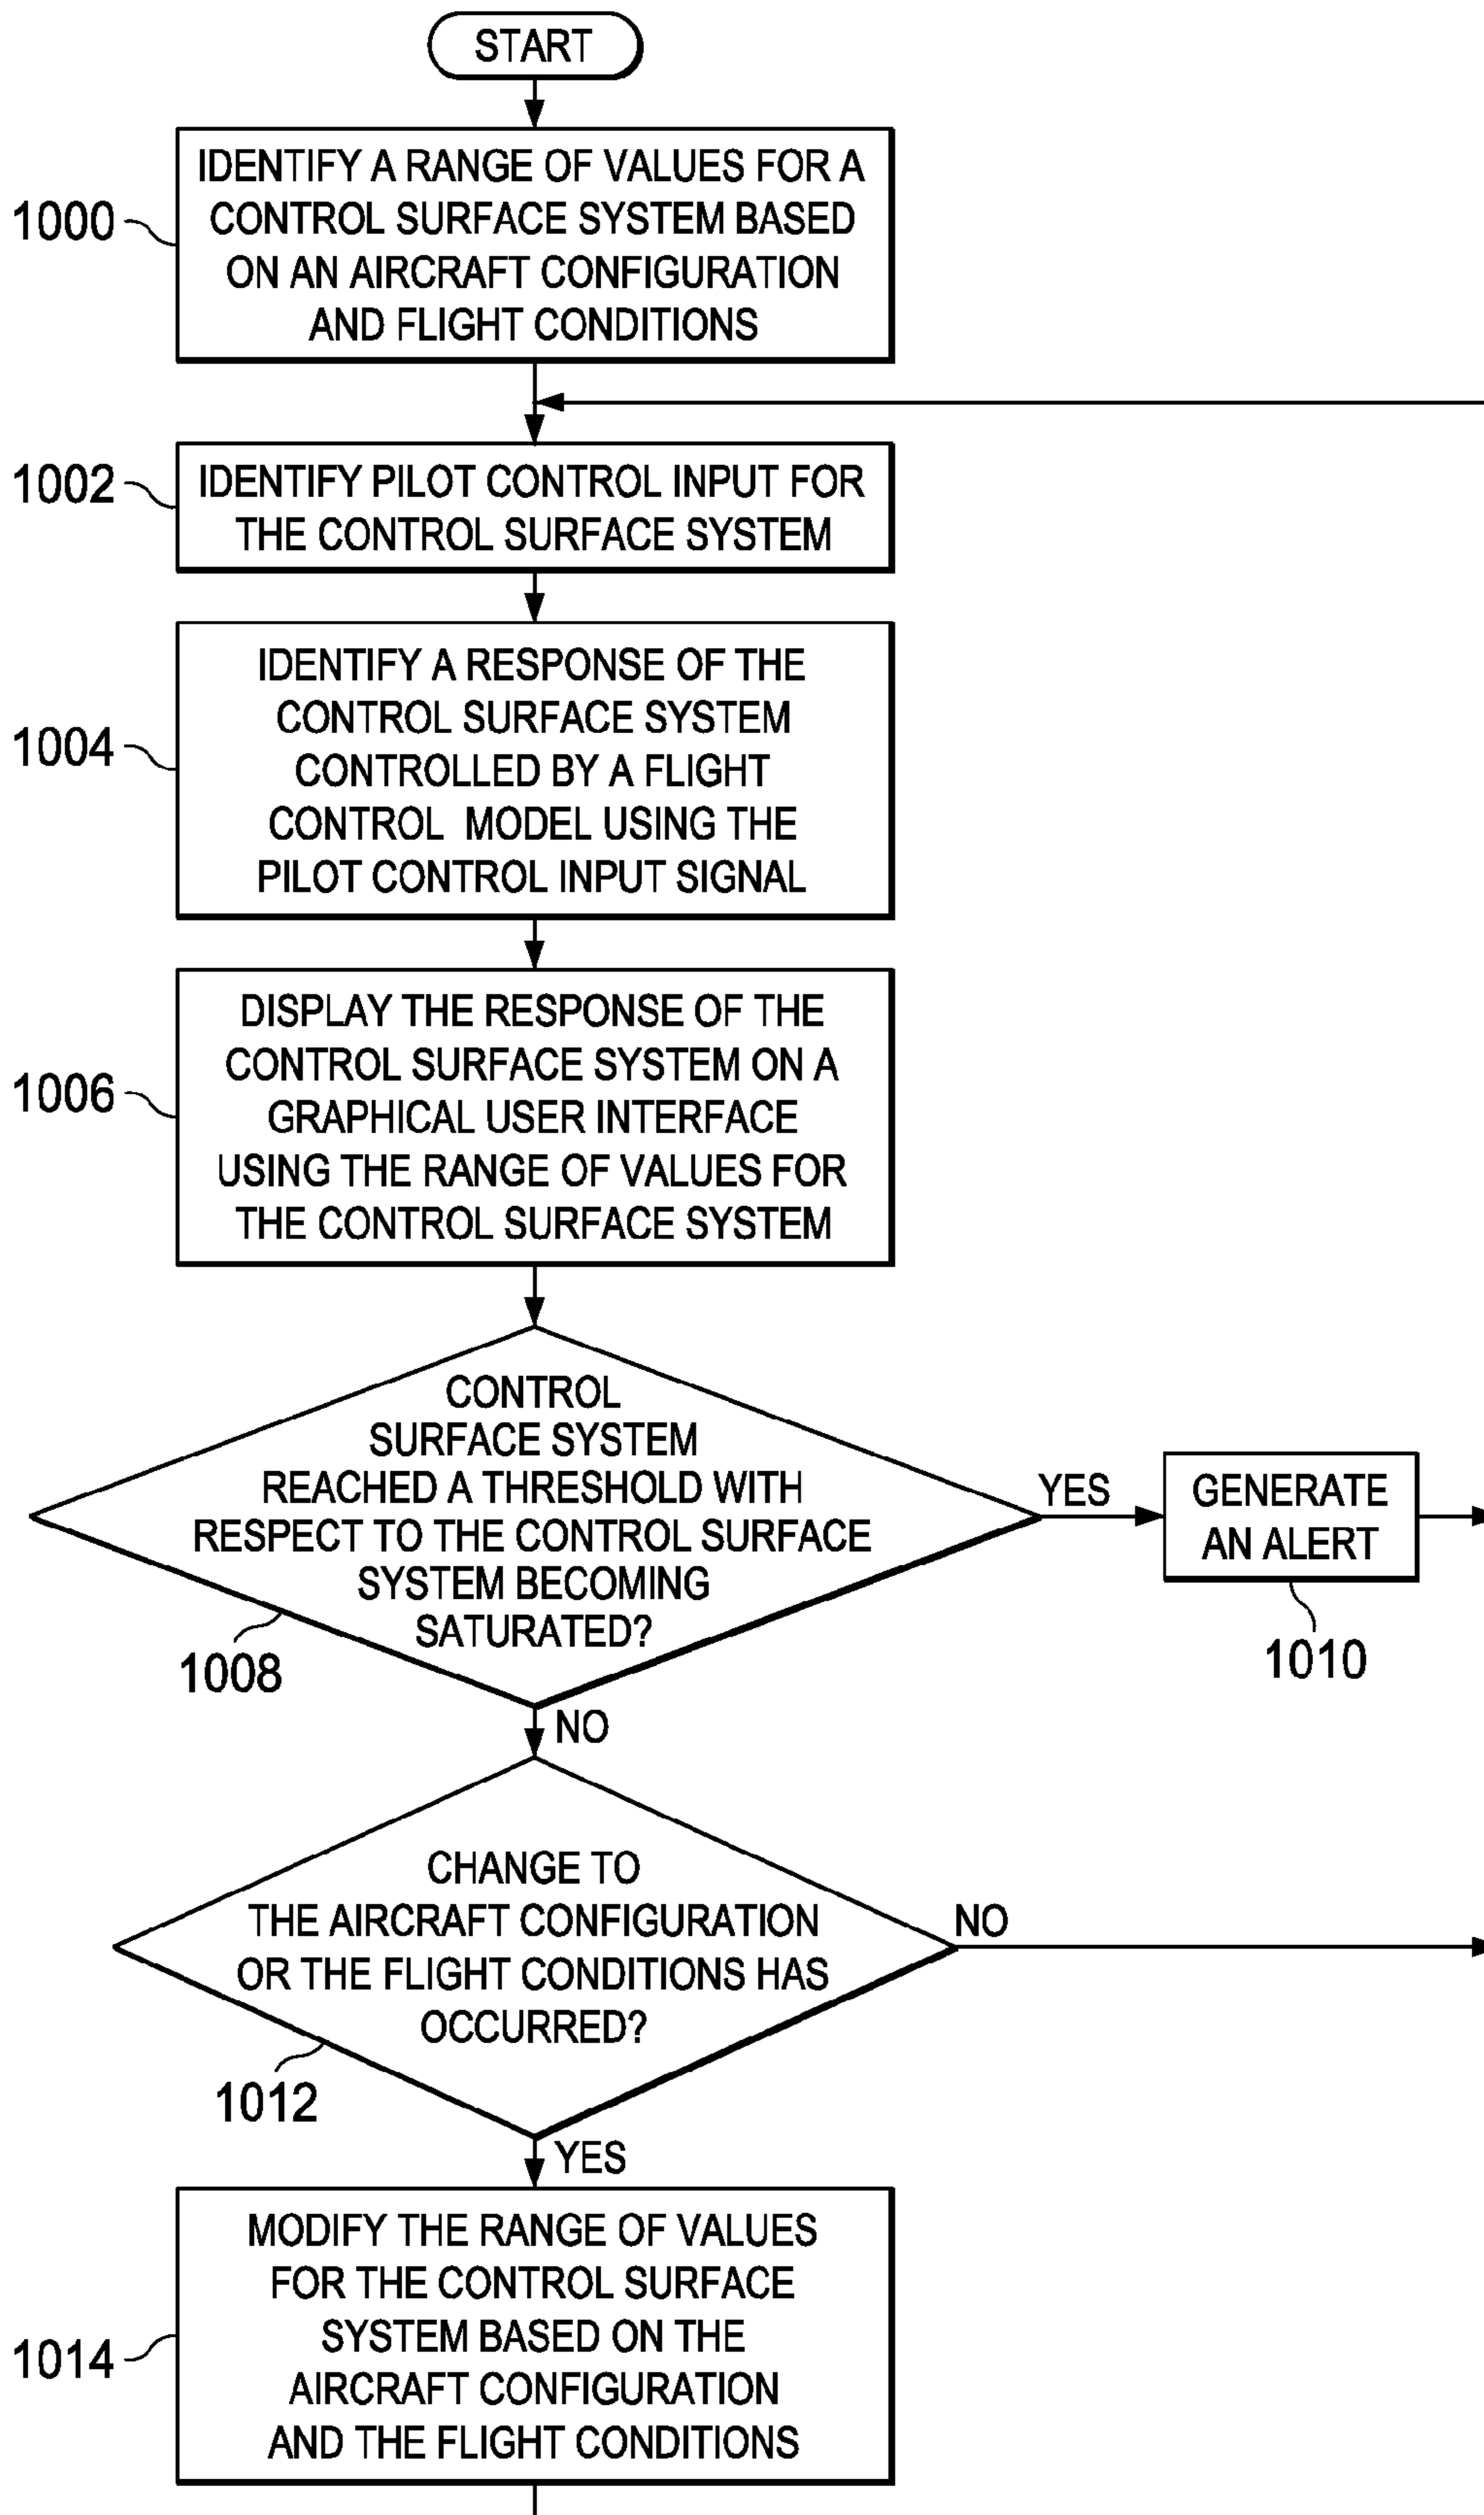 START
IDENTIFY A RANGE OF VALUES FOR A
CONTROL SURFACE SYSTEM BASED
ON AN AIRCRAFT CONFIGURATION
AND FLIGHT CONDITIONS
1000
IDENTIFY PILOT CONTROL INPUT FOR
THE CONTROL SURFACE SYSTEM
1002
IDENTIFY A RESPONSE OF THE
CONTROL SURFACE SYSTEM
CONTROLLED BY A FLIGHT
CONTROL MODEL USING THE
PILOT CONTROL INPUT SIGNAL
1004
DISPLAY THE RESPONSE OF THE
CONTROL SURFACE SYSTEM ON A
GRAPHICAL USER INTERFACE
USING THE RANGE OF VALUES FOR
THE CONTROL SURFACE SYSTEM
1006
CONTROL
SURFACE SYSTEM
REACHED A THRESHOLD WITH
RESPECT TO THE CONTROL SURFACE
SYSTEM BECOMING
SATURATED?
1008
YES
GENERATE
AN ALERT
1010
NO
CHANGE TO
THE AIRCRAFT CONFIGURATION
OR THE FLIGHT CONDITIONS HAS
OCCURRED?
1012
NO
YES
MODIFY THE RANGE OF VALUES
FOR THE CONTROL SURFACE
SYSTEM BASED ON THE
AIRCRAFT CONFIGURATION
AND THE FLIGHT CONDITIONS
1014